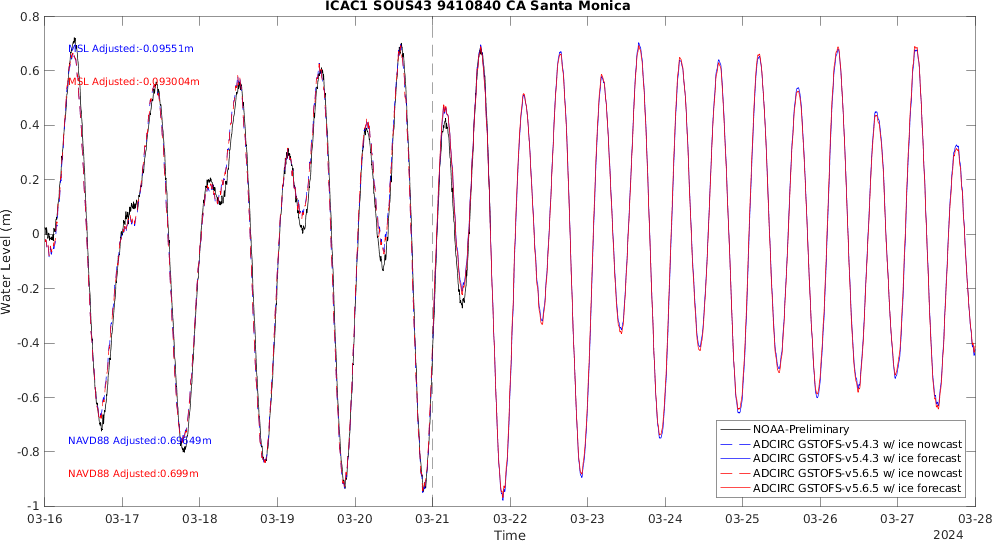 ICAC1 SOUS43 9410840 CA Santa Monica
0.8
0.6
0.4
0.2
0
-0.2
-0.4
-0.6
-0.8
-1
Water Level (m)
MSL Adjusted:-0.09551m
MSL Adjusted:-0.093004m
NAVD88 Adjusted:0.69649m
NAVD88 Adjusted:0.699m
NOAA-Preliminary
ADCIRC GSTOFS-v5.4.3 w/ ice nowcast
ADCIRC GSTOFS-v5.4.3 w/ ice forecast
ADCIRC GSTOFS-v5.6.5 w/ ice nowcast
ADCIRC GSTOFS-v5.6.5 w/ ice forecast
03-16 03-17 03-18 03-19 03-20 03-21 03-22 03-23 03-24 03-25 03-26 03-27 03-28
Time
2024